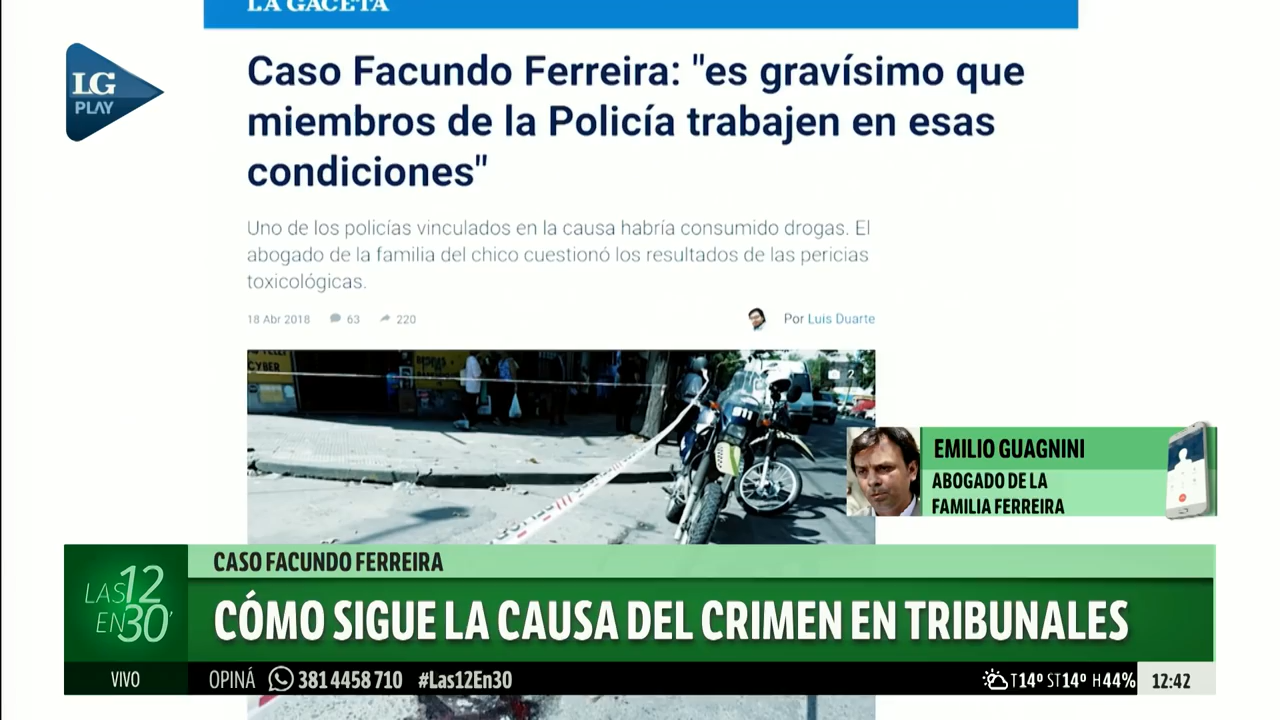 LA GACETA
LG
PLAY
Caso Facundo Ferreira: "es gravísimo que
miembros de la Policía trabajen en esas
condiciones"
Uno de los policías vinculados en la causa habría consumido drogas. El
abogado de la familia del chico cuestionó los resultados de las pericias
toxicológicas.
18 Abr 2018 63 220
Por Luis Duarte
CYBER
2
911
EMILIO GUAGNINI
ABOGADO DE LA
FAMILIA FERREIRA
CASO FACUNDO FERREIRA
LAS 12
EN 30'
CÓMO SIGUE LA CAUSA DEL CRIMEN EN TRIBUNALES
VIVO
OPINÁ 381 4458 710 #Las12En30
T14º ST14º H44% 12:42